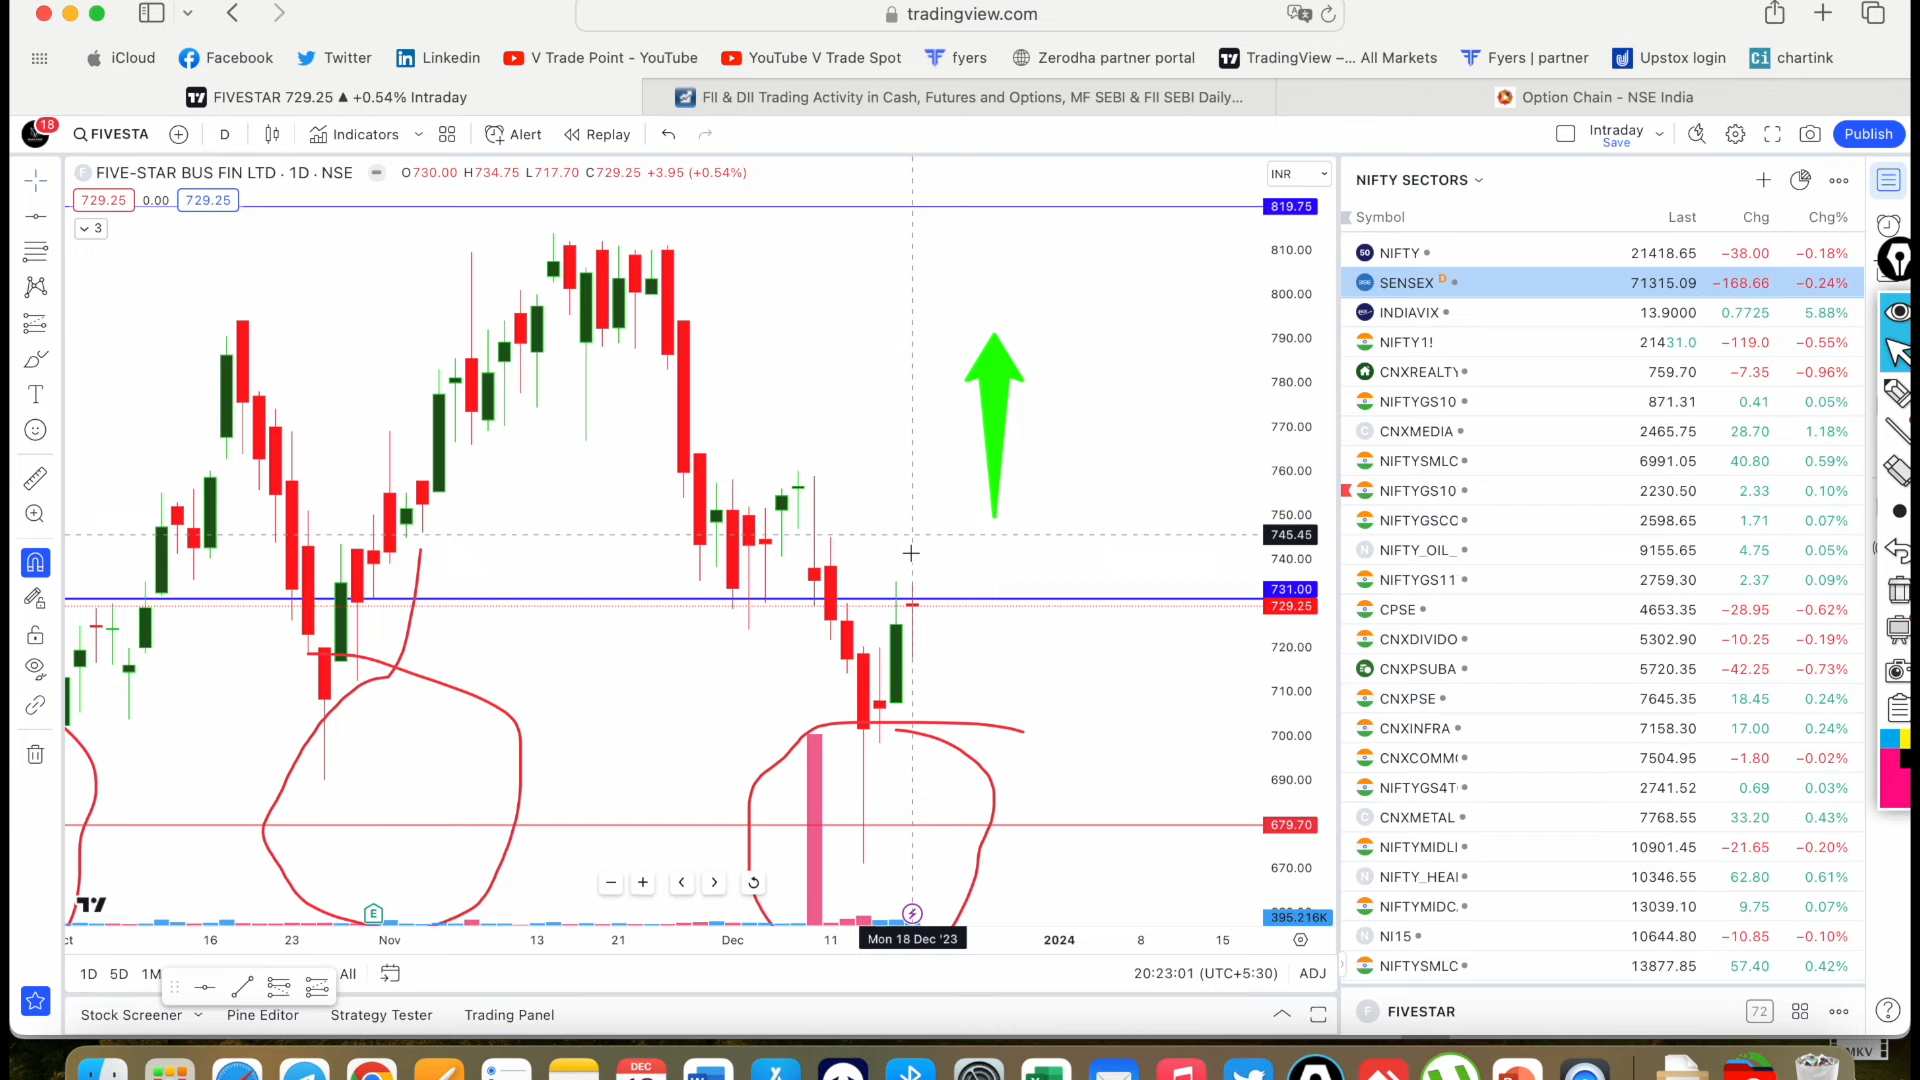 tradingview.com
iCloud Facebook Twitter Linkedin V Trade Point - YouTube YouTube V Trade Spot fyers Zerodha partner portal TradingView –... All Markets Fyers | partner Upstox login Ci chartink
FIVESTAR 729.25 ▲ +0.54% Intraday FII & DII Trading Activity in Cash, Futures and Options, MF SEBI & FII SEBI Daily... Option Chain - NSE India
18 FIVESTA D Indicators Alert Replay Intraday Save Publish
FIVE-STAR BUS FIN LTD · 1D · NSE O730.00 H734.75 L717.70 C729.25 +3.95 (+0.54%) INR
729.25 0.00 729.25
3
819.75
810.00
800.00
790.00
780.00
770.00
760.00
750.00
745.45
740.00
731.00
729.25
720.00
710.00
700.00
690.00
679.70
670.00
395.216K
E
16 23 Nov 13 21 Dec 11 Mon 18 Dec '23 2024 8 15
1D 5D 1M All 20:23:01 (UTC+5:30) ADJ
Stock Screener Pine Editor Strategy Tester Trading Panel
NIFTY SECTORS
Symbol Last Chg Chg%
NIFTY 21418.65 −38.00 −0.18%
SENSEX D 71315.09 −168.66 −0.24%
INDIAVIX 13.9000 0.7725 5.88%
NIFTY1! 21431.0 −119.0 −0.55%
CNXREALTY 759.70 −7.35 −0.96%
NIFTYGS10 871.31 0.41 0.05%
CNXMEDIA 2465.75 28.70 1.18%
NIFTYSMLC 6991.05 40.80 0.59%
NIFTYGS10 2230.50 2.33 0.10%
NIFTYGSCC 2598.65 1.71 0.07%
NIFTY_OIL_ 9155.65 4.75 0.05%
NIFTYGS11 2759.30 2.37 0.09%
CPSE 4653.35 −28.95 −0.62%
CNXDIVIDO 5302.90 −10.25 −0.19%
CNXPSUBA 5720.35 −42.25 −0.73%
CNXPSE 7645.35 18.45 0.24%
CNXINFRA 7158.30 17.00 0.24%
CNXCOMM 7504.95 −1.80 −0.02%
NIFTYGS4T 2741.52 0.69 0.03%
CNXMETAL 7768.55 33.20 0.43%
NIFTYMIDLI 10901.45 −21.65 −0.20%
NIFTY_HEAI 10346.55 62.80 0.61%
NIFTYMIDC 13039.10 9.75 0.07%
NI15 10644.80 −10.85 −0.10%
NIFTYSMLC 13877.85 57.40 0.42%
F FIVESTAR 72
MKV
DEC